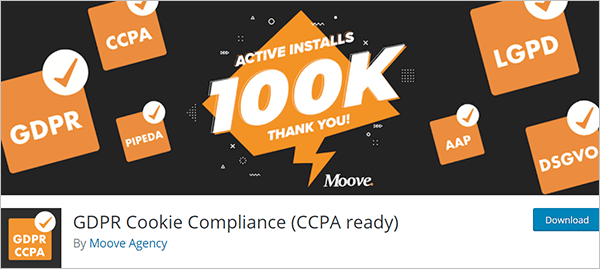 CCPA
GDPR
PIPEDA
ACTIVE INSTALLS
100K
THANK YOU!
Moove
LGPD
AAP
DSGVO
GDPR
CCPA
GDPR Cookie Compliance (CCPA ready)
By Moove Agency
Download